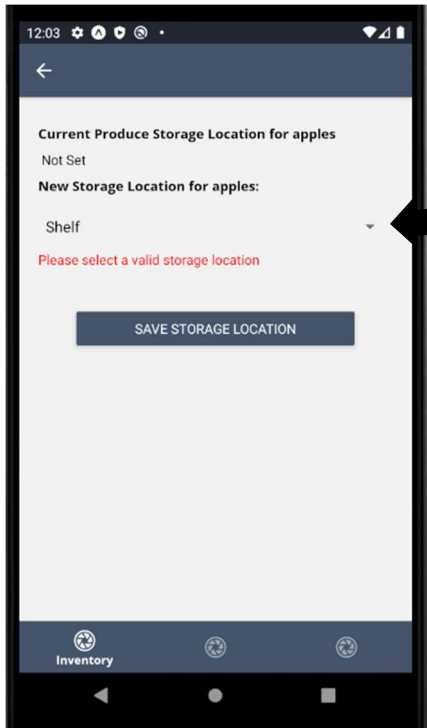 12:03
Current Produce Storage Location for apples
Not Set
New Storage Location for apples:
Shelf
Please select a valid storage location
SAVE STORAGE LOCATION
Inventory